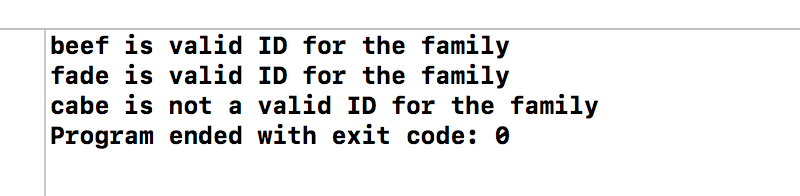 beef is valid ID for the family
fade is valid ID for the family
cabe is not a valid ID for the family
Program ended with exit code: 0